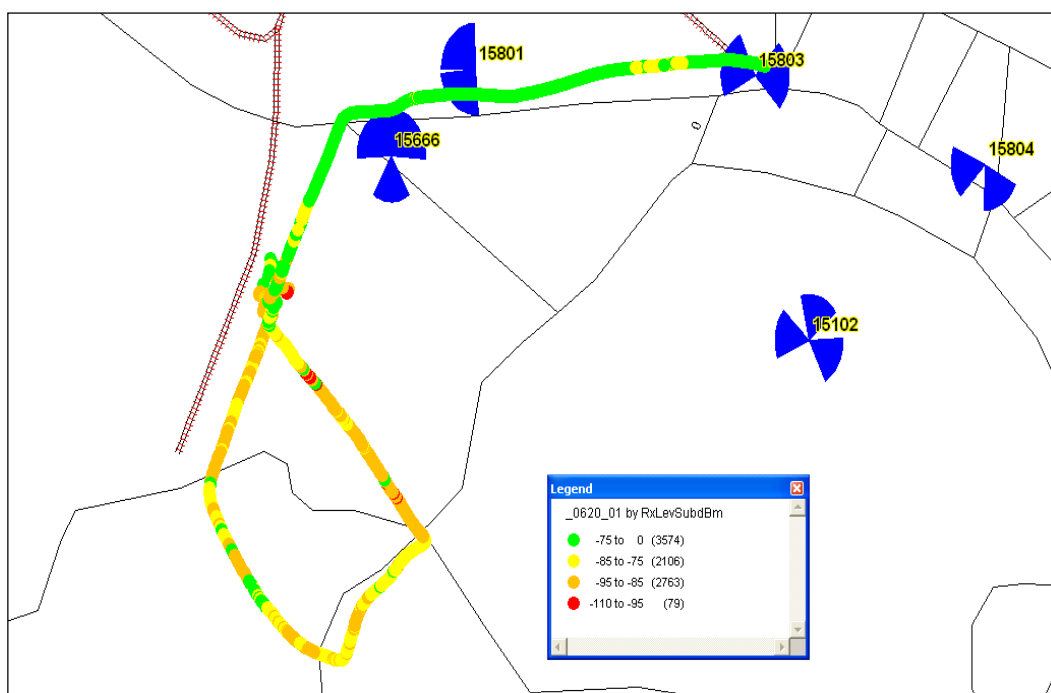 15801
15803
15666
0
15804
15102
Legend
_0620_01 by RxLevSubdBm
-75 to 0 (3574)
-85 to -75 (2106)
-95 to -85 (2763)
-110 to -95 (79)